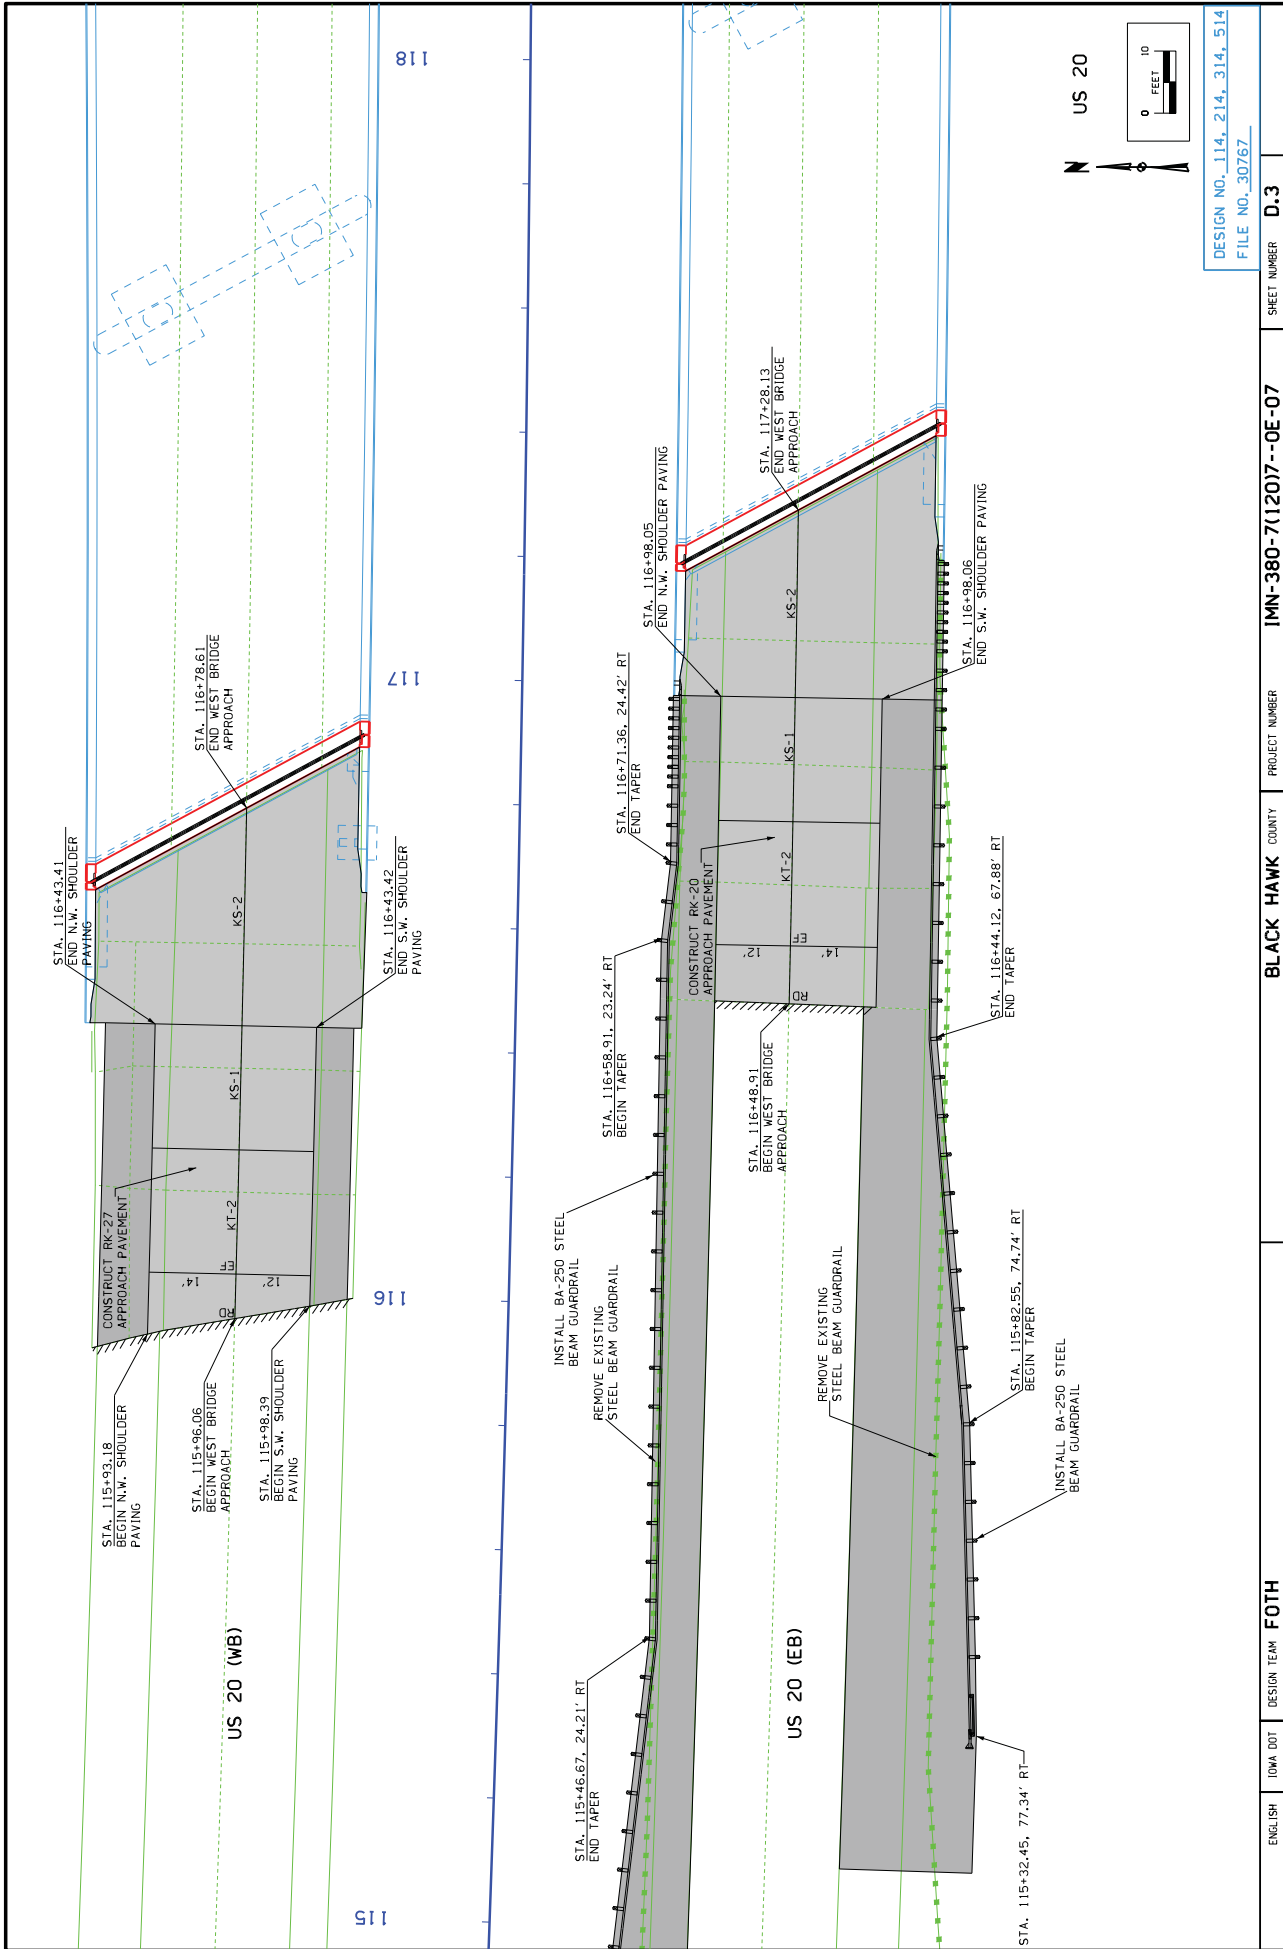 118
117
116
115
STA. 116+43.41
END N.W. SHOULDER
PAVING
STA. 116+78.61
END WEST BRIDGE
APPROACH
STA. 116+43.42
END S.W. SHOULDER
PAVING
KS-2
KS-1
KT-2
EF
RD
14'
12'
CONSTRUCT RK-27
APPROACH PAVEMENT
STA. 115+93.18
BEGIN N.W. SHOULDER
PAVING
STA. 115+96.06
BEGIN WEST BRIDGE
APPROACH
STA. 115+98.39
BEGIN S.W. SHOULDER
PAVING
US 20 (WB)
STA. 117+28.13
END WEST BRIDGE
APPROACH
STA. 116+98.05
END N.W. SHOULDER PAVING
STA. 116+98.06
END S.W. SHOULDER PAVING
STA. 116+71.36, 24.42' RT
END TAPER
KS-2
KS-1
KT-2
EF
RD
12'
14'
CONSTRUCT RK-20
APPROACH PAVEMENT
STA. 116+58.91, 23.24' RT
BEGIN TAPER
STA. 116+48.91
BEGIN WEST BRIDGE
APPROACH
STA. 116+44.12, 67.88' RT
END TAPER
INSTALL BA-250 STEEL
BEAM GUARDRAIL
REMOVE EXISTING
STEEL BEAM GUARDRAIL
REMOVE EXISTING
STEEL BEAM GUARDRAIL
STA. 115+82.55, 74.74' RT
BEGIN TAPER
INSTALL BA-250 STEEL
BEAM GUARDRAIL
STA. 115+46.67, 24.21' RT
END TAPER
US 20 (EB)
STA. 115+32.45, 77.34' RT
US 20
N
0 10
FEET
DESIGN NO. 114, 214, 314, 514
FILE NO. 30767
ENGLISH
IOWA DOT
DESIGN TEAM FOTH
BLACK HAWK COUNTY
PROJECT NUMBER IMN-380-7(120)7--0E-07
SHEET NUMBER D.3